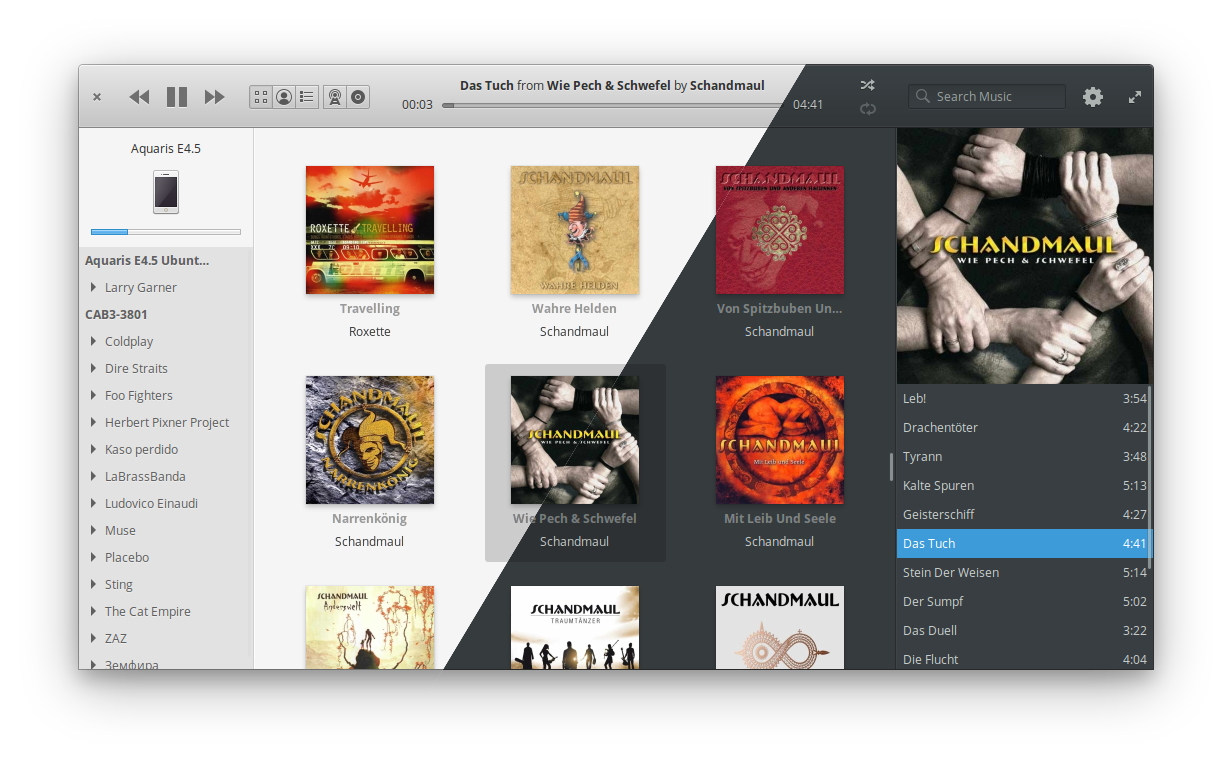 Das Tuch from Wie Pech & Schwefel by Schandmaul
00:03
04:41
Search Music
Aquaris E4.5
Aquaris E4.5 Ubunt...
Larry Garner
CAB3-3801
Coldplay
Dire Straits
Foo Fighters
Herbert Pixner Project
Kaso perdido
LaBrassBanda
Ludovico Einaudi
Muse
Placebo
Sting
The Cat Empire
ZAZ
Земфира
ROXETTE TRAVELLING
Travelling
Roxette
SCHANDMAUL
WAHRE HELDEN
Wahre Helden
Schandmaul
SCHANDMAUL
VON SPITZBUBEN UND ANDEREN HALUNKEN
Von Spitzbuben Un...
Schandmaul
SCHANDMAUL
NARRENKÖNIG
Narrenkönig
Schandmaul
SCHANDMAUL
WIE PECH & SCHWEFEL
Wie Pech & Schwefel
Schandmaul
SCHANDMAUL
Mit Leib und Seele
Mit Leib Und Seele
Schandmaul
SCHANDMAUL
Anderswelt
SCHANDMAUL
TRAUMTÄNZER
SCHANDMAUL
SCHANDMAUL
WIE PECH & SCHWEFEL
Leb! 3:54
Drachentöter 4:22
Tyrann 3:48
Kalte Spuren 5:13
Geisterschiff 4:27
Das Tuch 4:41
Stein Der Weisen 5:14
Der Sumpf 5:02
Das Duell 3:22
Die Flucht 4:04